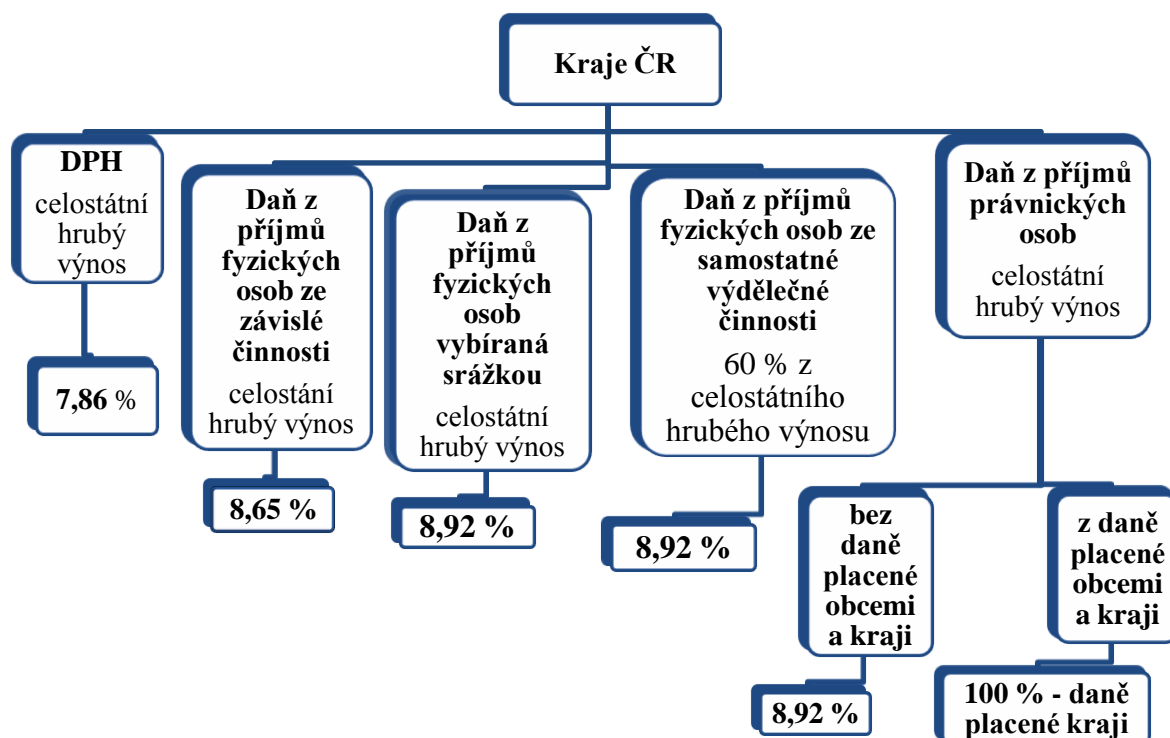 Kraje ČR
DPH
celostátní
hrubý
výnos
7,86 %
Daň z
příjmů
fyzických
osob ze
závislé
činnosti
celostání
hrubý výnos
8,65 %
Daň z
příjmů
fyzických
osob
vybíraná
srážkou
celostátní
hrubý výnos
8,92 %
Daň z příjmů
fyzických osob ze
samostatné
výdělečné
činnosti
60 % z
celostátního
hrubého výnosu
8,92 %
Daň z příjmů
právnických
osob
celostátní
hrubý výnos
bez
daně
placené
obcemi
a kraji
8,92 %
z daně
placené
obcemi
a kraji
100 % - daně
placené kraji